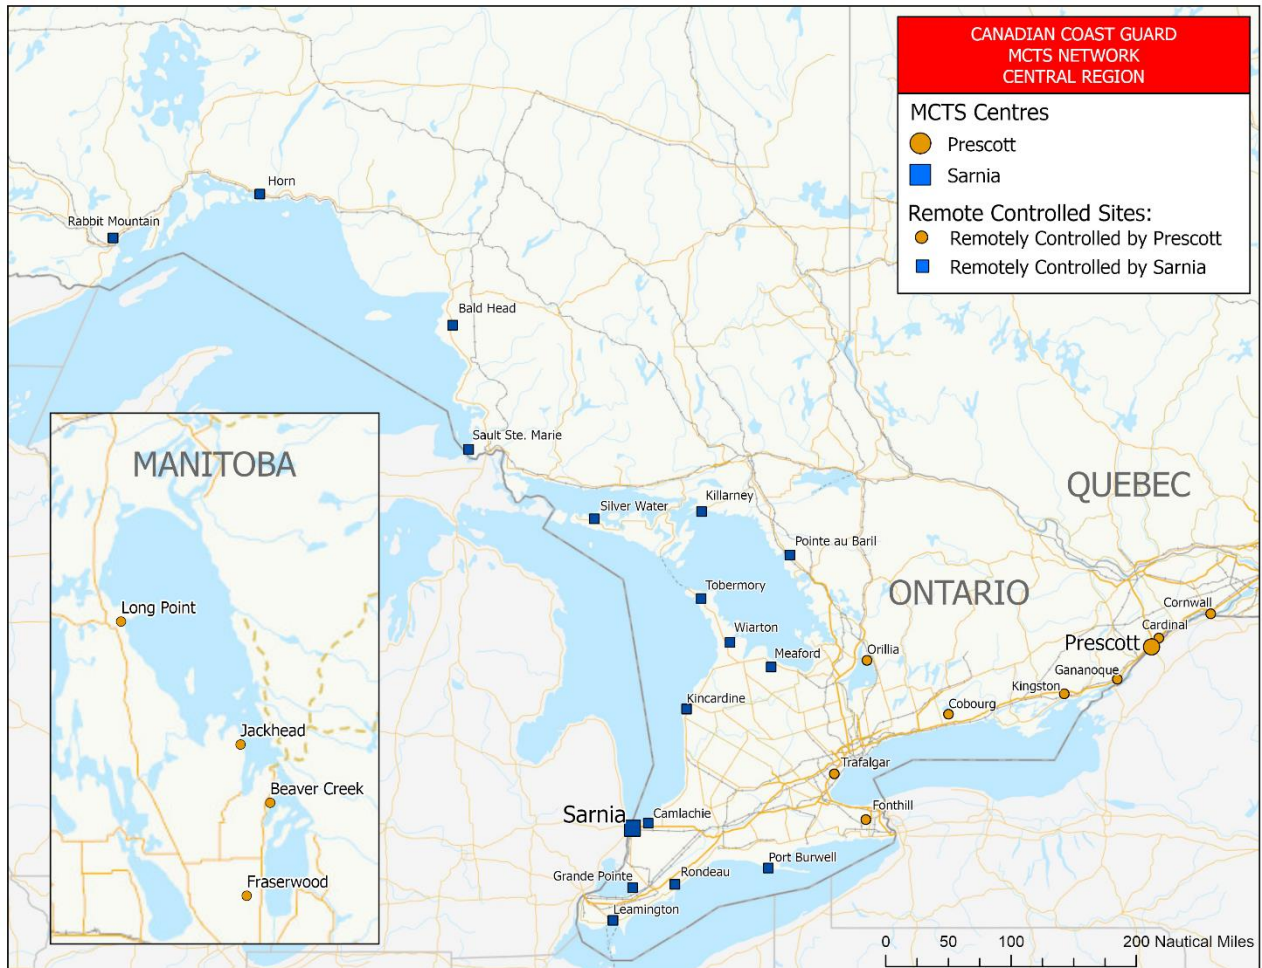 CANADIAN COAST GUARD
MCTS NETWORK
CENTRAL REGION
MCTS Centres
Prescott
Sarnia
Remote Controlled Sites:
Remotely Controlled by Prescott
Remotely Controlled by Sarnia
Horn
Rabbit Mountain
Bald Head
Sault Ste. Marie
MANITOBA
QUEBEC
Silver Water
Killarney
Pointe au Baril
ONTARIO
Tobermory
Long Point
Cornwall
Wiarton
Cardinal
Prescott
Meaford
Orillia
Gananoque
Kingston
Kincardine
Cobourg
Jackhead
Trafalgar
Beaver Creek
Sarnia
Camlachie
Fonthill
Port Burwell
Grande Pointe
Rondeau
Fraserwood
Leamington
0 50 100 200 Nautical Miles